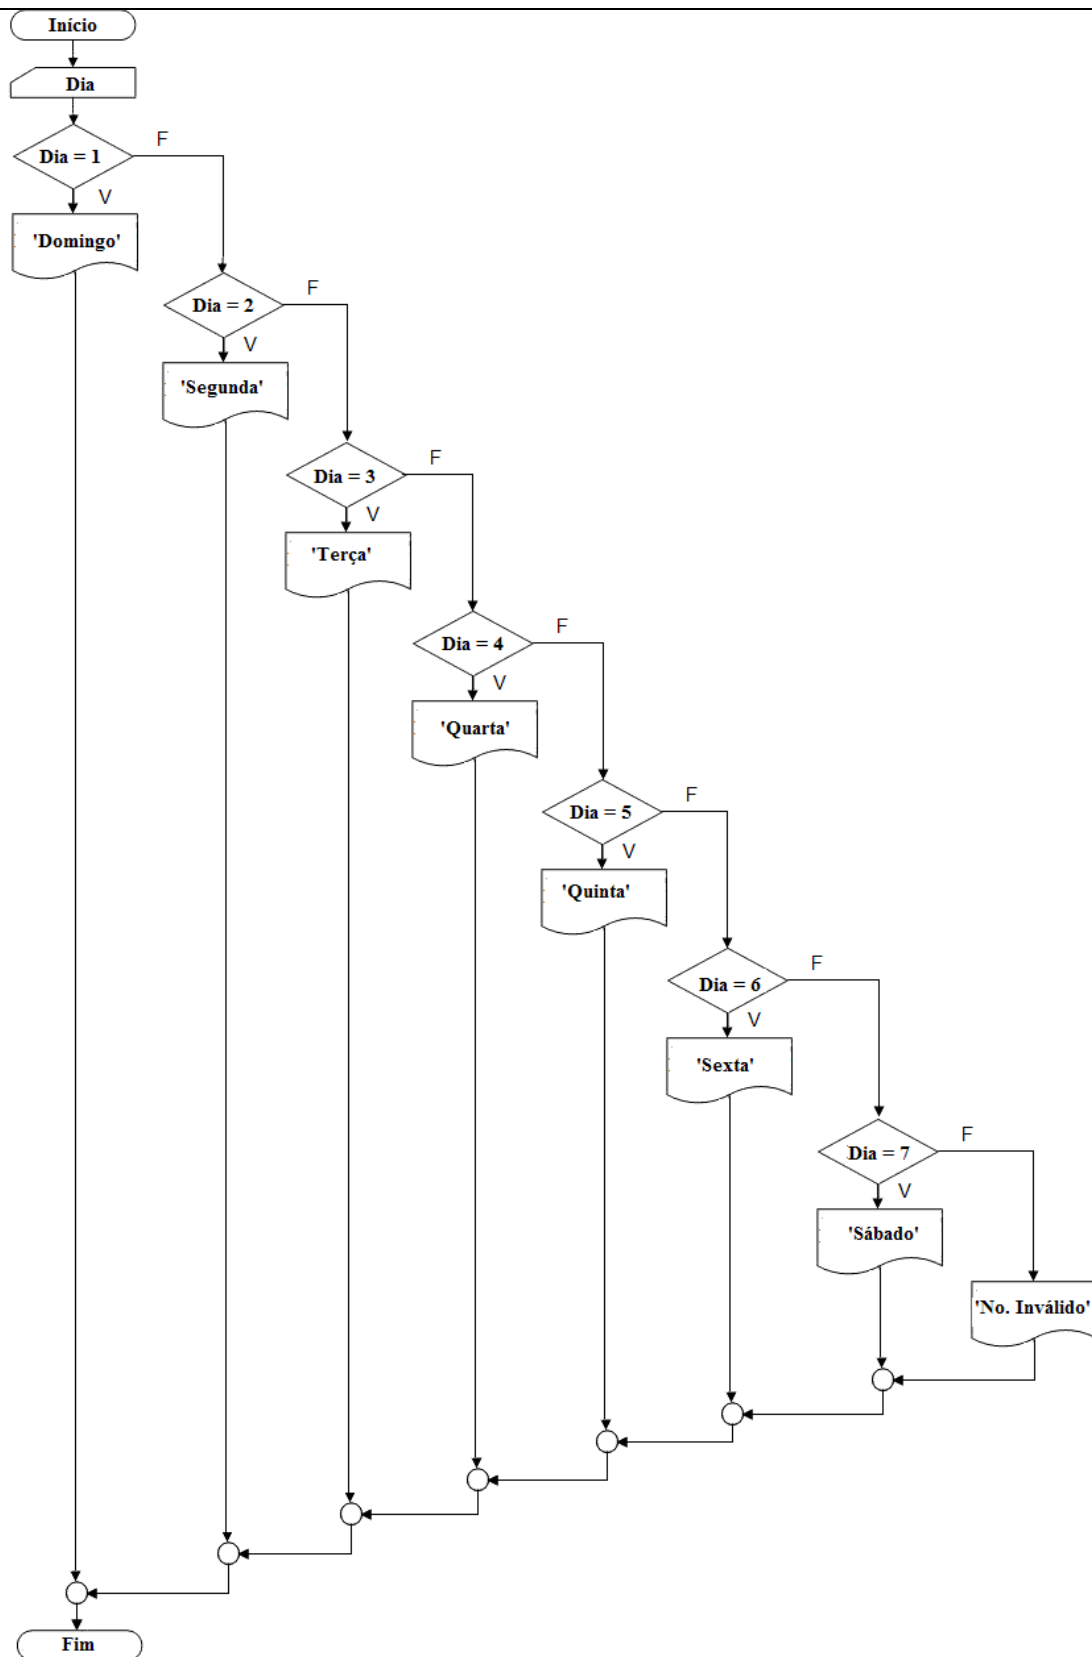 Início
Dia
Dia = 1
F
V
'Domingo'
Dia = 2
F
V
'Segunda'
Dia = 3
F
V
'Terça'
Dia = 4
F
V
'Quarta'
Dia = 5
F
V
'Quinta'
Dia = 6
F
V
'Sexta'
Dia = 7
F
V
'Sábado'
'No. Inválido'
Fim